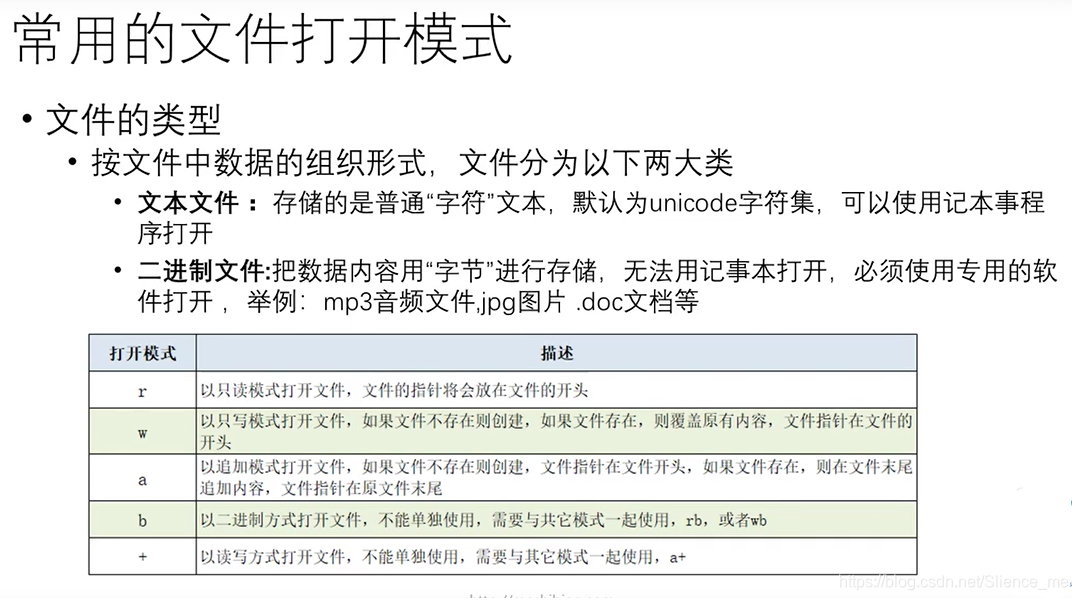 常用的文件打开模式
• 文件的类型
• 按文件中数据的组织形式，文件分为以下两大类
• 文本文件 ：存储的是普通“字符”文本，默认为unicode字符集，可以使用记本事程
序打开
• 二进制文件:把数据内容用“字节”进行存储，无法用记事本打开，必须使用专用的软
件打开 ，举例：mp3音频文件,jpg图片 .doc文档等
打开模式 描述
r 以只读模式打开文件，文件的指针将会放在文件的开头
w 以只写模式打开文件，如果文件不存在则创建，如果文件存在，则覆盖原有内容，文件指针在文件的
开头
a 以追加模式打开文件，如果文件不存在则创建，文件指针在文件开头，如果文件存在，则在文件末尾
追加内容，文件指针在原文件末尾
b 以二进制方式打开文件，不能单独使用，需要与其它模式一起使用，rb，或者wb
+ 以读写方式打开文件，不能单独使用，需要与其它模式一起使用，a+
https://blog.csdn.net/Slience_me